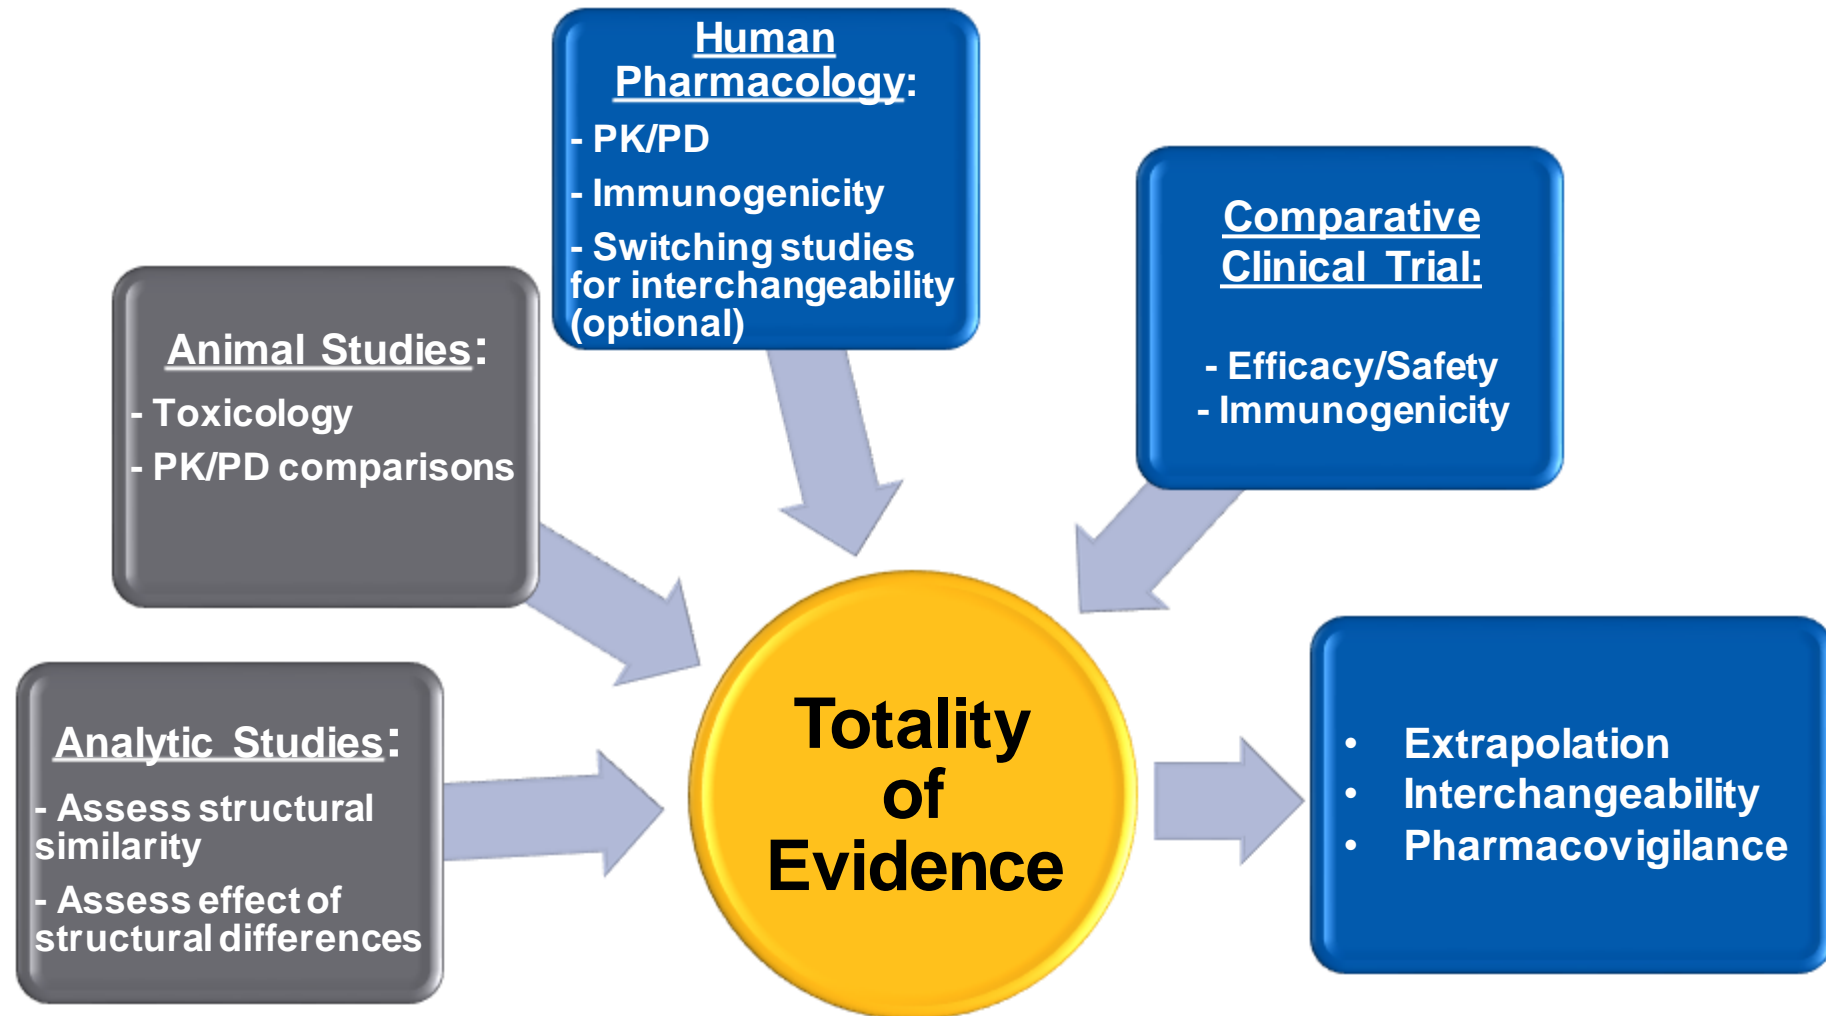 Human
Pharmacology:
- PK/PD
- Immunogenicity
- Switching studies
for interchangeability
(optional)
Comparative
Clinical Trial:
- Efficacy/Safety
- Immunogenicity
Animal Studies:
- Toxicology
- PK/PD comparisons
Analytic Studies:
- Assess structural
similarity
- Assess effect of
structural differences
Totality
of
Evidence
• Extrapolation
• Interchangeability
• Pharmacovigilance